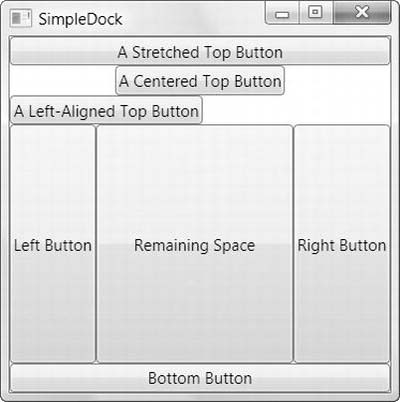 SimpleDock
A Stretched Top Button
A Centered Top Button
A Left-Aligned Top Button
Left Button
Remaining Space
Right Button
Bottom Button